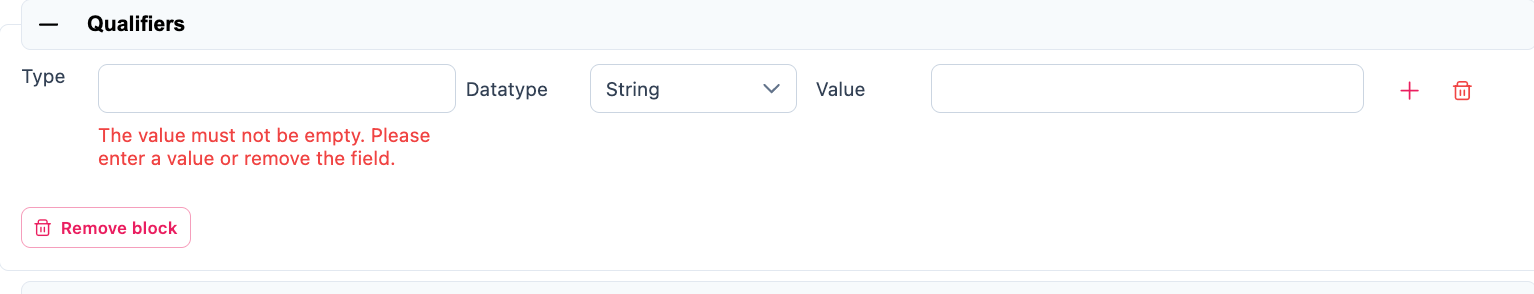 Qualifiers
Type
Datatype
String
Value
The value must not be empty. Please
enter a value or remove the field.
Remove block